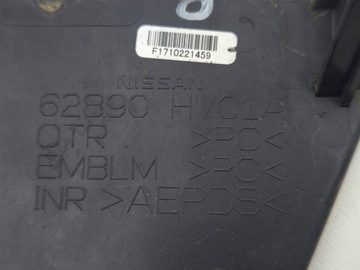 F1710221459
NISSAN
62890 HV01A
OTR >PC<
EMBLM >PC<
INR >AEPDS<